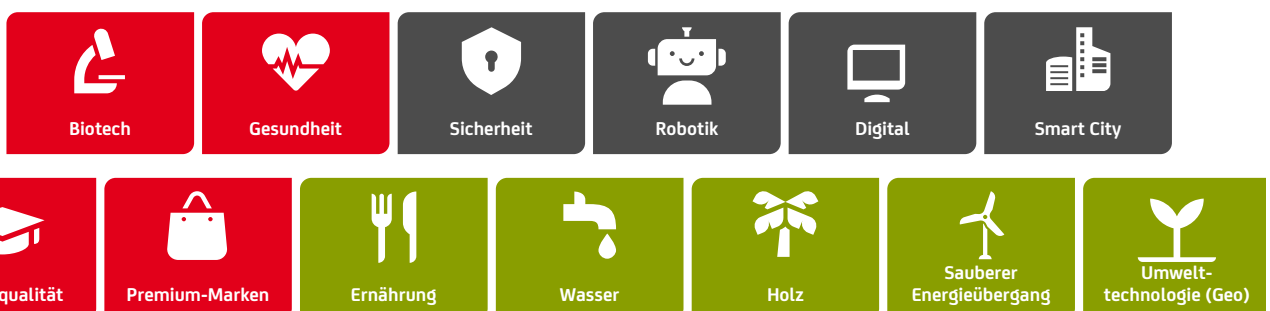 Biotech
Gesundheit
Sicherheit
Robotik
Digital
Smart City
qualität
Premium-Marken
Ernährung
Wasser
Holz
Sauberer
Energieübergang
Umwelt-
technologie (Geo)